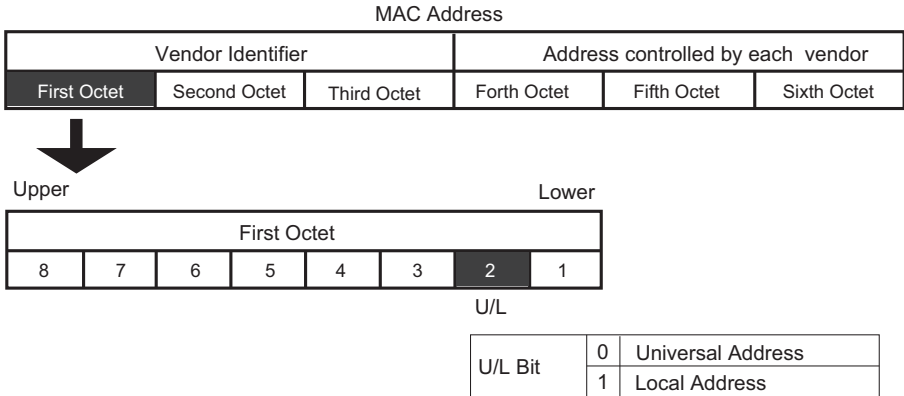 MAC Address
Vendor Identifier Address controlled by each vendor
First Octet Second Octet Third Octet Forth Octet Fifth Octet Sixth Octet
Upper Lower
First Octet
8 7 6 5 4 3 2 1
U/L
U/L Bit 0 Universal Address
1 Local Address